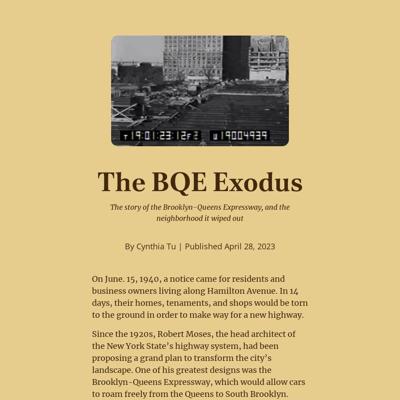 T19:01:23:12F2 W19004939
The BQE Exodus
The story of the Brooklyn-Queens Expressway, and the
neighborhood it wiped out
By Cynthia Tu | Published April 28, 2023
On June. 15, 1940, a notice came for residents and
business owners living along Hamilton Avenue. In 14
days, their homes, tenaments, and shops would be torn
to the ground in order to make way for a new highway.
Since the 1920s, Robert Moses, the head architect of
the New York State's highway system, had been
proposing a grand plan to transform the city's
landscape. One of his greatest designs was the
Brooklyn-Queens Expressway, which would allow cars
to roam freely from the Queens to South Brooklyn.